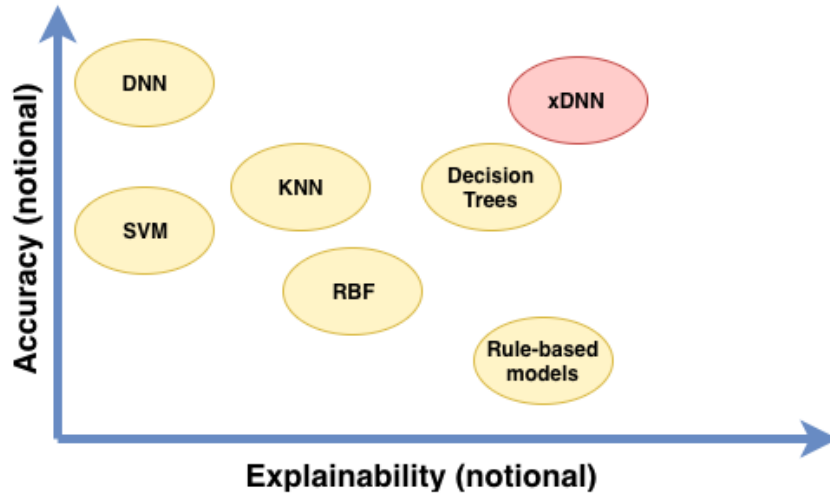 DNN
xDNN
KNN
Decision
Trees
SVM
RBF
Rule-based
models
Accuracy (notional)
Explainability (notional)